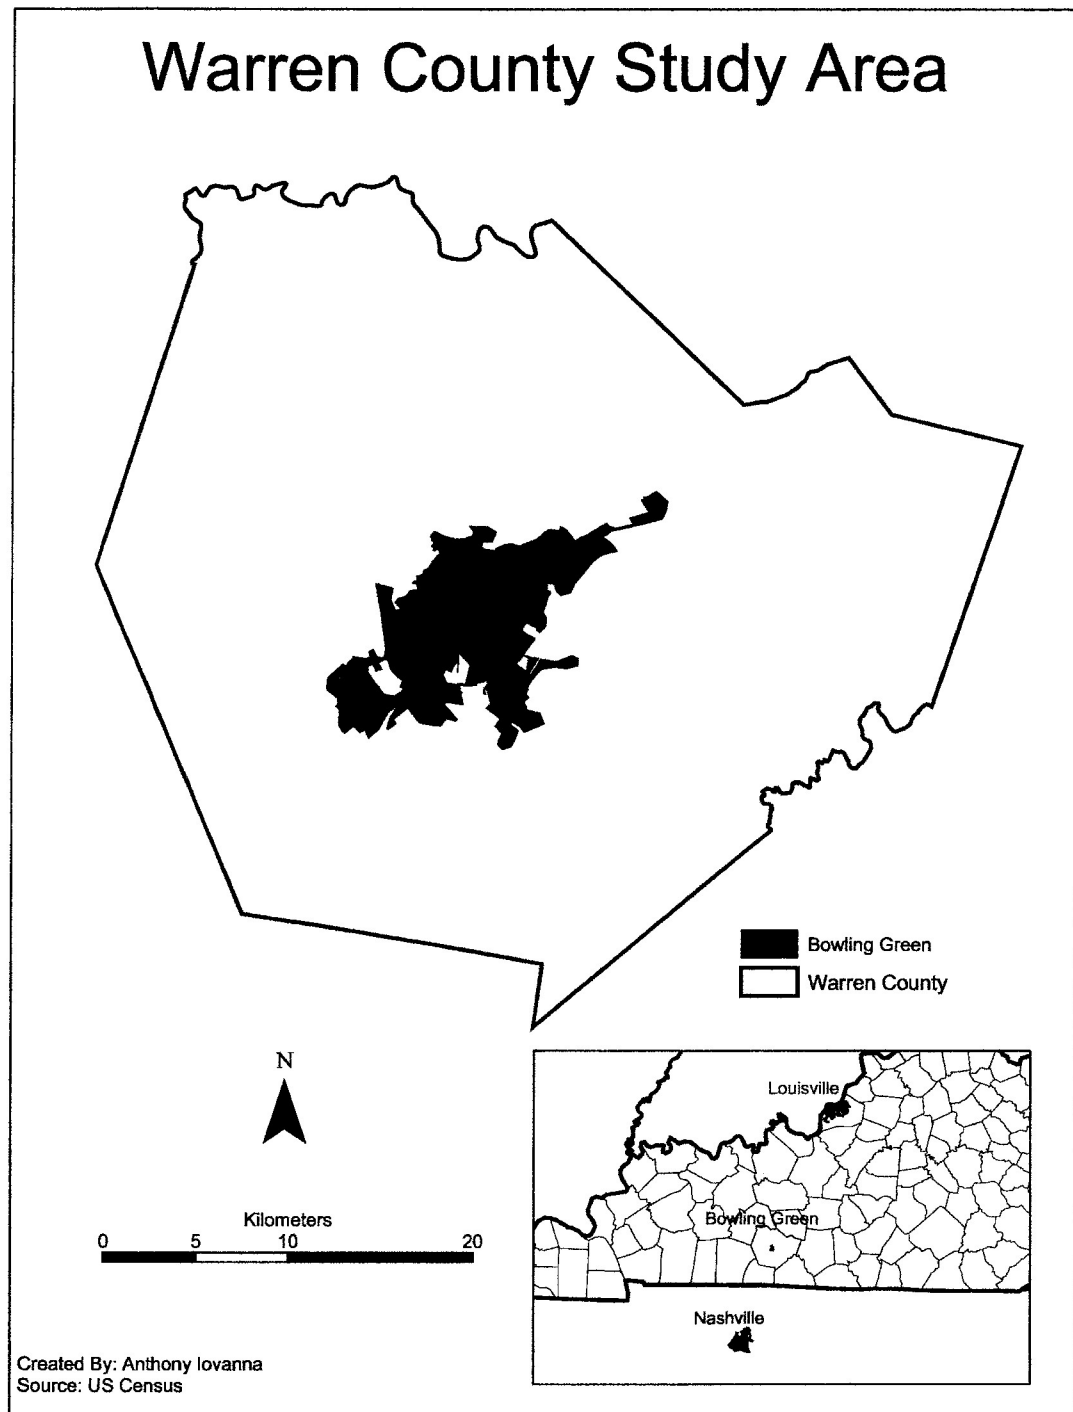 Warren County Study Area
Bowling Green
Warren County
N
Louisville
Bowling Green
Nashville
Kilometers
0 5 10 20
Created By: Anthony Iovanna
Source: US Census